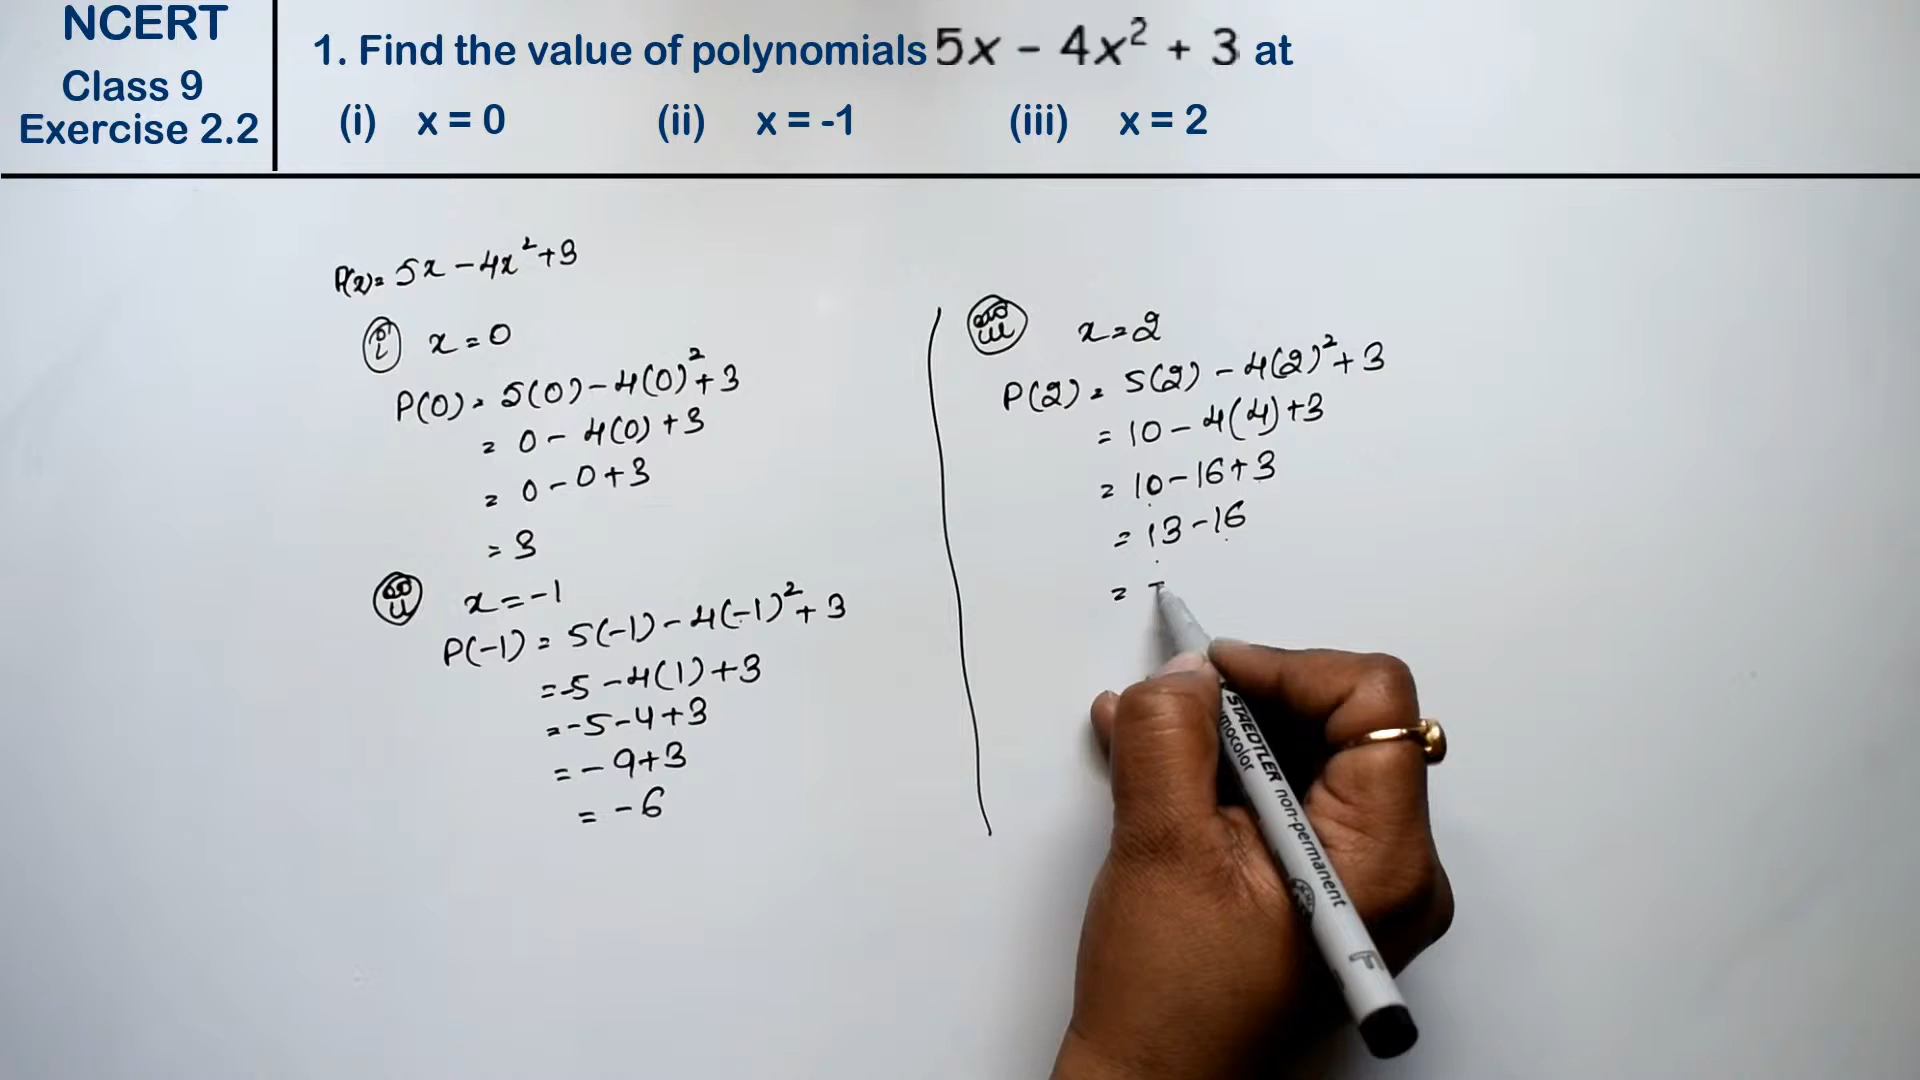 NCERT
Class 9
Exercise 2.2
1. Find the value of polynomials 5x - 4x² + 3 at
(i) x = 0 (ii) x = -1 (iii) x = 2
P(x) = 5x - 4x² + 3
(i) x = 0
P(0) = 5(0) - 4(0)² + 3
= 0 - 4(0) + 3
= 0 - 0 + 3
= 3
(ii) x = -1
P(-1) = 5(-1) - 4(-1)² + 3
= -5 - 4(1) + 3
= -5 - 4 + 3
= -9 + 3
= -6
(iii) x = 2
P(2) = 5(2) - 4(2)² + 3
= 10 - 4(4) + 3
= 10 - 16 + 3
= 13 - 16
= -
STAEDTLER non-permanent
mocolor
F